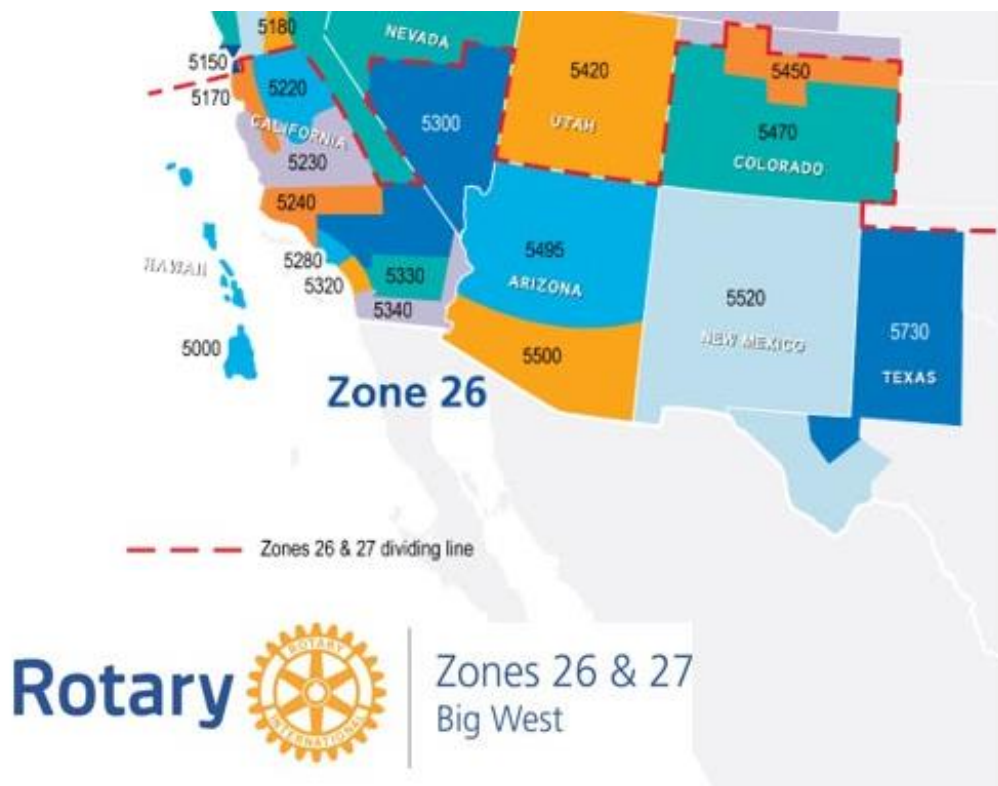 5180
NEVADA
5150
5420
5450
5220
5170
5300
UTAH
CALIFORNIA
5470
COLORADO
5230
5240
HAWAII
5280
5330
5495
5320
ARIZONA
5340
5520
5000
5500
NEW MEXICO
5730
TEXAS
Zone 26
Zones 26 & 27 dividing line
Rotary
ROTARY
INTERNATIONAL
Zones 26 & 27
Big West